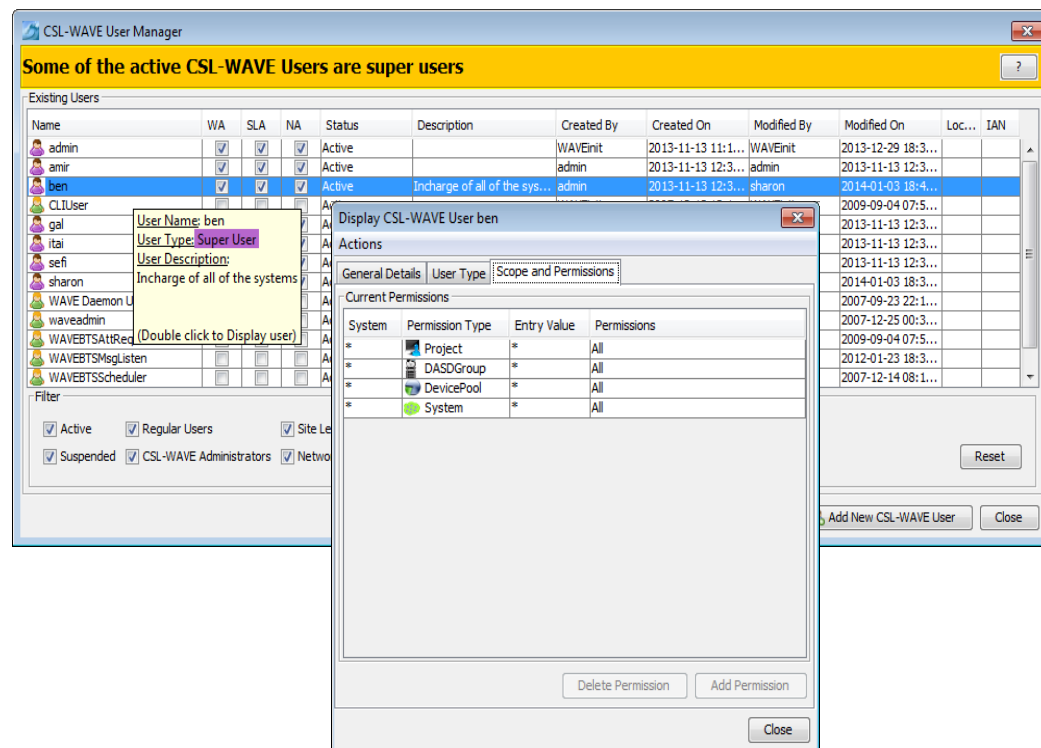 CSL-WAVE User Manager
Some of the active CSL-WAVE Users are super users
?
Existing Users
Name WA SLA NA Status Description Created By Created On Modified By Modified On Loc... IAN
admin Active WAVEinit 2013-11-13 11:1... WAVEinit 2013-12-29 18:3...
amir Active admin 2013-11-13 12:3... admin 2013-11-13 12:3...
ben Active Incharge of all of the sys... admin 2013-11-13 12:3... sharon 2014-01-03 18:4...
CLIUser 2009-09-04 07:5...
gal 2013-11-13 12:3...
itai 2013-11-13 12:3...
sefi 2013-11-13 12:3...
sharon 2014-01-03 18:3...
WAVE Daemon U 2007-09-23 22:1...
waveadmin 2007-12-25 00:3...
WAVEBTSAttReq 2009-09-04 07:5...
WAVEBTSMsgListen 2012-01-23 18:3...
WAVEBTSScheduler 2007-12-14 08:1...
User Name: ben
User Type: Super User
User Description:
Incharge of all of the systems
(Double click to Display user)
Filter
Active Regular Users Site Le
Suspended CSL-WAVE Administrators Netwo
Reset
Add New CSL-WAVE User Close
Display CSL-WAVE User ben
Actions
General Details User Type Scope and Permissions
Current Permissions
System Permission Type Entry Value Permissions
* Project * All
* DASDGroup * All
* DevicePool * All
* System * All
Delete Permission Add Permission
Close